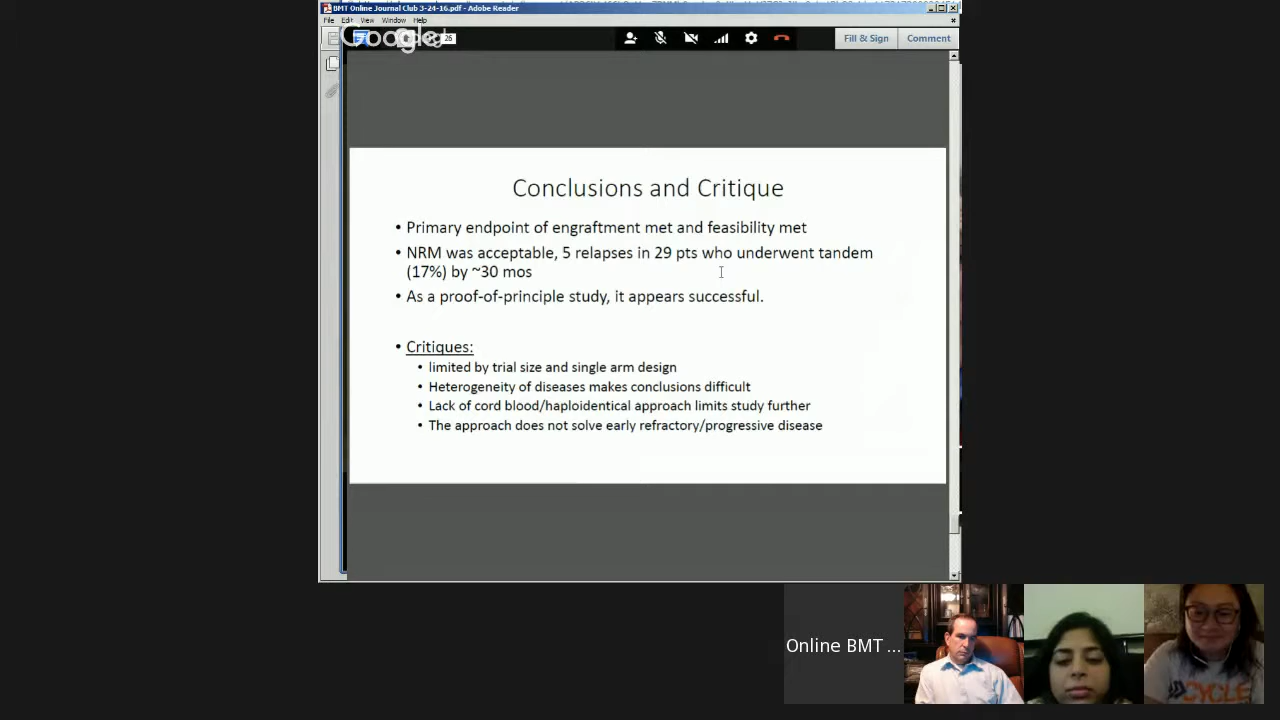 BMT Online Journal Club 3-24-16.pdf - Adobe Reader
File Edit View Window Help
Google+
26
Fill & Sign Comment
Conclusions and Critique
• Primary endpoint of engraftment met and feasibility met
• NRM was acceptable, 5 relapses in 29 pts who underwent tandem
(17%) by ~30 mos
• As a proof-of-principle study, it appears successful.
• Critiques:
• limited by trial size and single arm design
• Heterogeneity of diseases makes conclusions difficult
• Lack of cord blood/haploidentical approach limits study further
• The approach does not solve early refractory/progressive disease
Online BMT ...
CYCLE